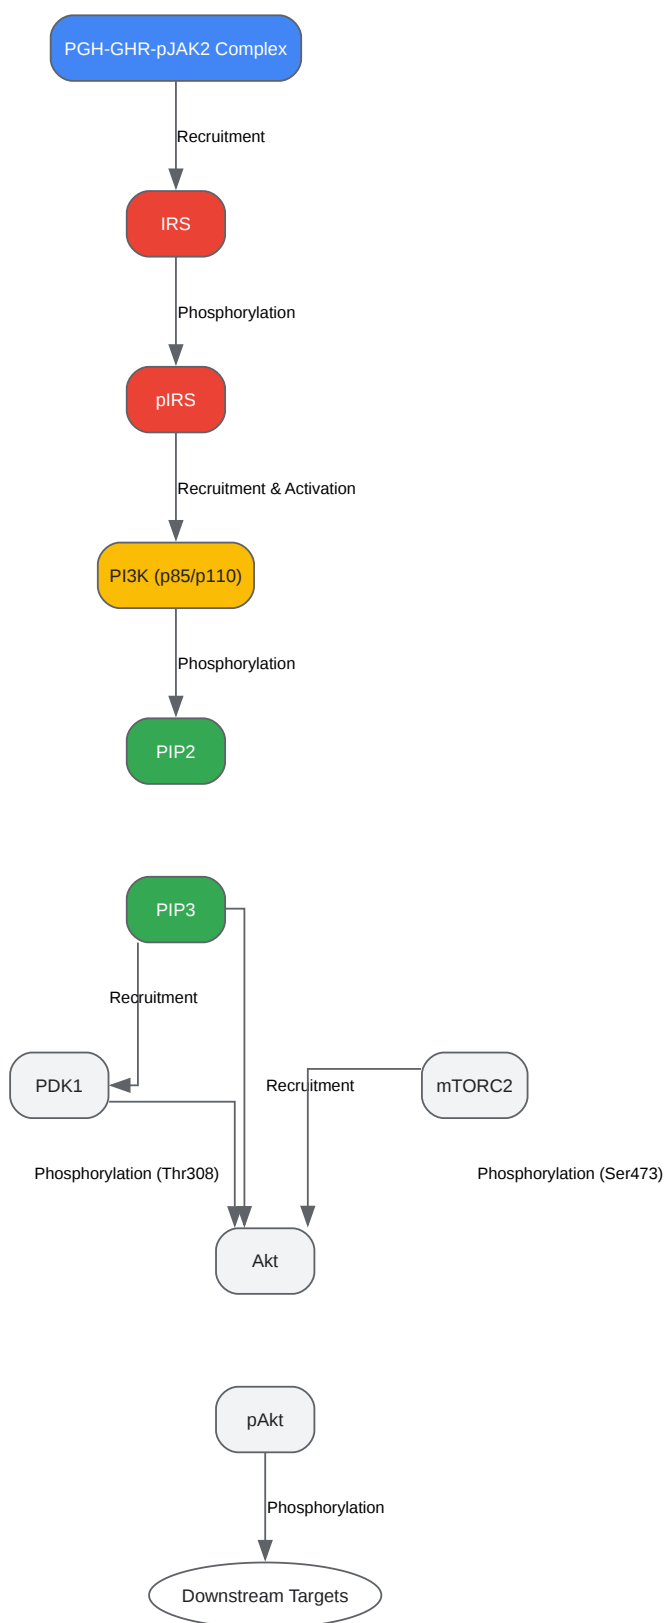 PGH-GHR-pJAK2 Complex
Recruitment
IRS
Phosphorylation
pIRS
Recruitment & Activation
PI3K (p85/p110)
Phosphorylation
PIP2
PIP3
Recruitment
PDK1
Recruitment
mTORC2
Phosphorylation (Thr308)
Phosphorylation (Ser473)
Akt
pAkt
Phosphorylation
Downstream Targets